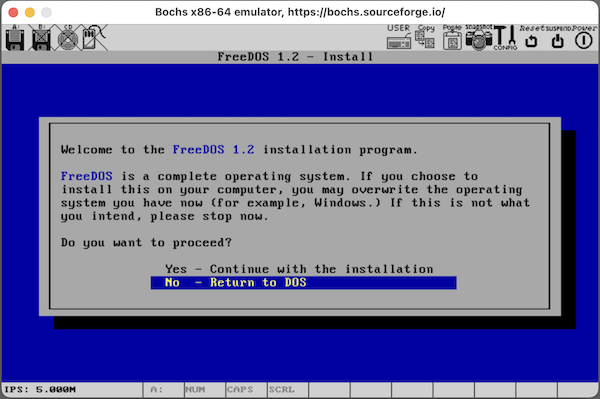 Bochs x86-64 emulator, https://bochs.sourceforge.io/
A: B: CD USER Copy Paste snapshot CONFIG Reset SUSPEND Power
FreeDOS 1.2 - Install
Welcome to the FreeDOS 1.2 installation program.
FreeDOS is a complete operating system. If you choose to
install this on your computer, you may overwrite the operating
system you have now (for example, Windows.) If this is not what
you intend, please stop now.
Do you want to proceed?
Yes - Continue with the installation
No - Return to DOS
IPS: 5.000M A: NUM CAPS SCRL